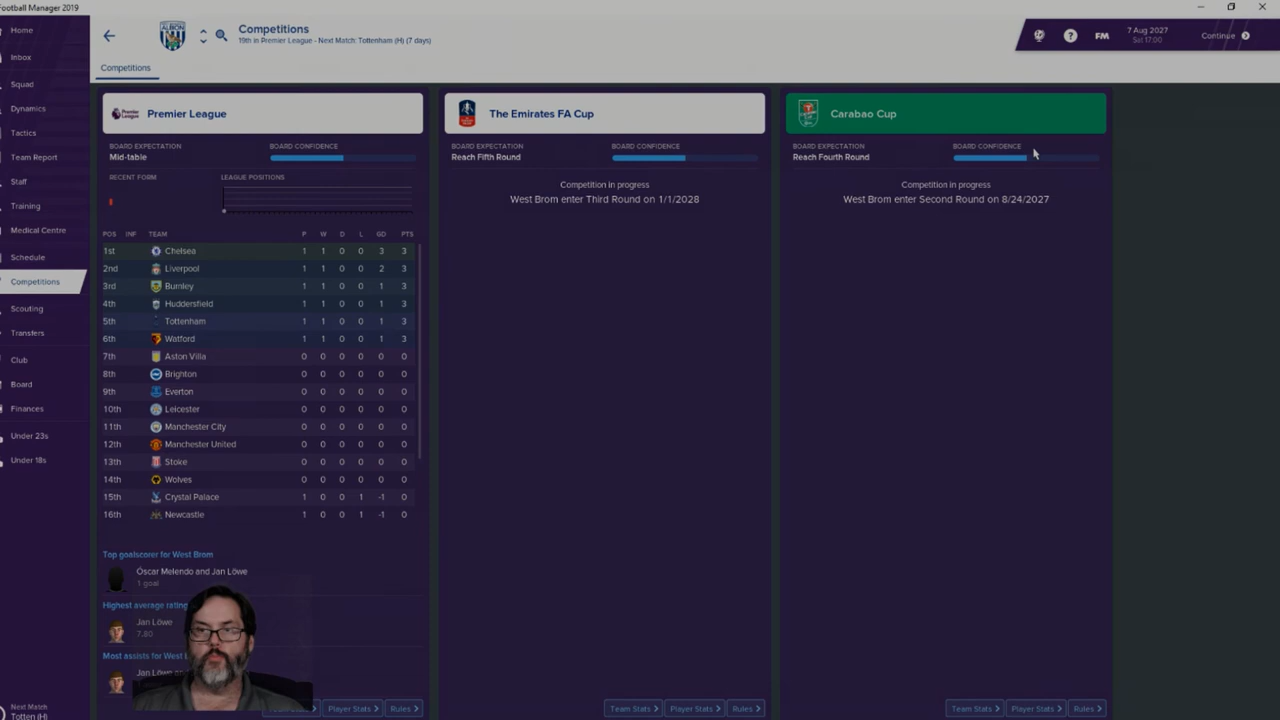 Football Manager 2019
Home
Inbox
Squad
Dynamics
Tactics
Team Report
Staff
Training
Medical Centre
Schedule
Competitions
Scouting
Transfers
Club
Board
Finances
Under 23s
Under 18s
Next Match
Totten (H)
ALBION
Competitions
19th in Premier League - Next Match: Tottenham (H) (7 days)
FM
7 Aug 2027
Sat 17:00
Continue
Competitions
Premier League
Premier League
BOARD EXPECTATION BOARD CONFIDENCE
Mid-table
RECENT FORM LEAGUE POSITIONS
POS INF TEAM P W D L GD PTS
1st Chelsea 1 1 0 0 3 3
2nd Liverpool 1 1 0 0 2 3
3rd Burnley 1 1 0 0 1 3
4th Huddersfield 1 1 0 0 1 3
5th Tottenham 1 1 0 0 1 3
6th Watford 1 1 0 0 1 3
7th Aston Villa 0 0 0 0 0 0
8th Brighton 0 0 0 0 0 0
9th Everton 0 0 0 0 0 0
10th Leicester 0 0 0 0 0 0
11th Manchester City 0 0 0 0 0 0
12th Manchester United 0 0 0 0 0 0
13th Stoke 0 0 0 0 0 0
14th Wolves 0 0 0 0 0 0
15th Crystal Palace 1 0 0 1 -1 0
16th Newcastle 1 0 0 1 -1 0
Top goalscorer for West Brom
Óscar Melendo and Jan Löwe
1 goal
Highest average rating
Jan Löwe
7.80
Most assists for West B
Jan Löwe
Player Stats > Rules >
The Emirates FA Cup
BOARD EXPECTATION BOARD CONFIDENCE
Reach Fifth Round
Competition in progress
West Brom enter Third Round on 1/1/2028
Team Stats > Player Stats > Rules >
Carabao Cup
BOARD EXPECTATION BOARD CONFIDENCE
Reach Fourth Round
Competition in progress
West Brom enter Second Round on 8/24/2027
Team Stats > Player Stats > Rules >